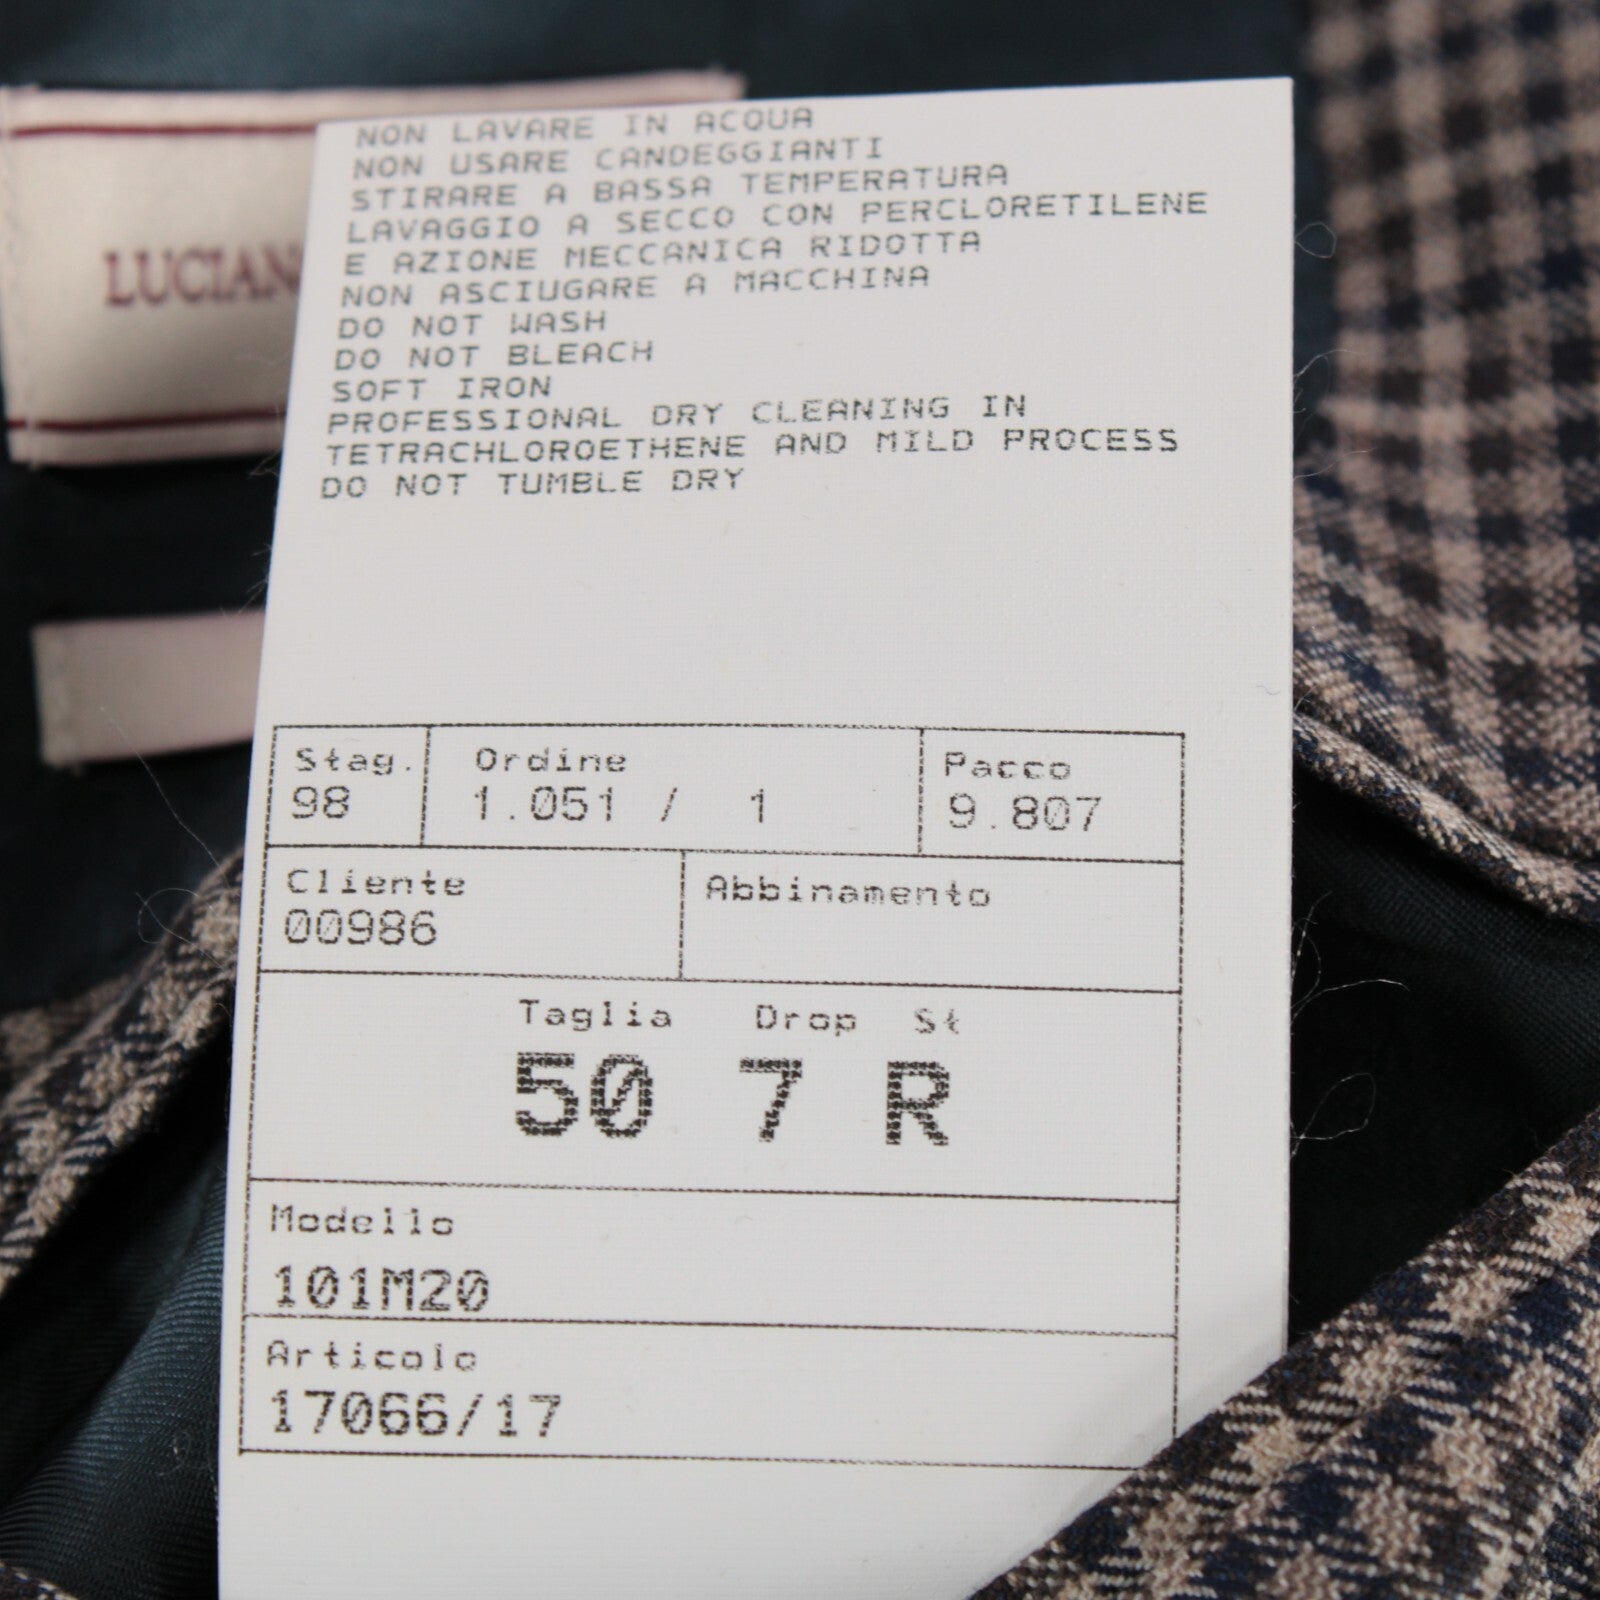 NON LAVARE IN ACQUA
NON USARE CANDEGGIANTI
STIRARE A BASSA TEMPERATURA
LAVAGGIO A SECCO CON PERCLORETILENE
E AZIONE MECCANICA RIDOTTA
NON ASCIUGARE A MACCHINA
DO NOT WASH
DO NOT BLEACH
SOFT IRON
PROFESSIONAL DRY CLEANING IN
TETRACHLOROETHENE AND MILD PROCESS
DO NOT TUMBLE DRY
LUCIAN
Stag. Ordine Pacco
98 1.051 / 1 9.807
Cliente Abbinamento
00986
Taglia Drop St
50 7 R
Modello
101M20
Articolo
17066/17